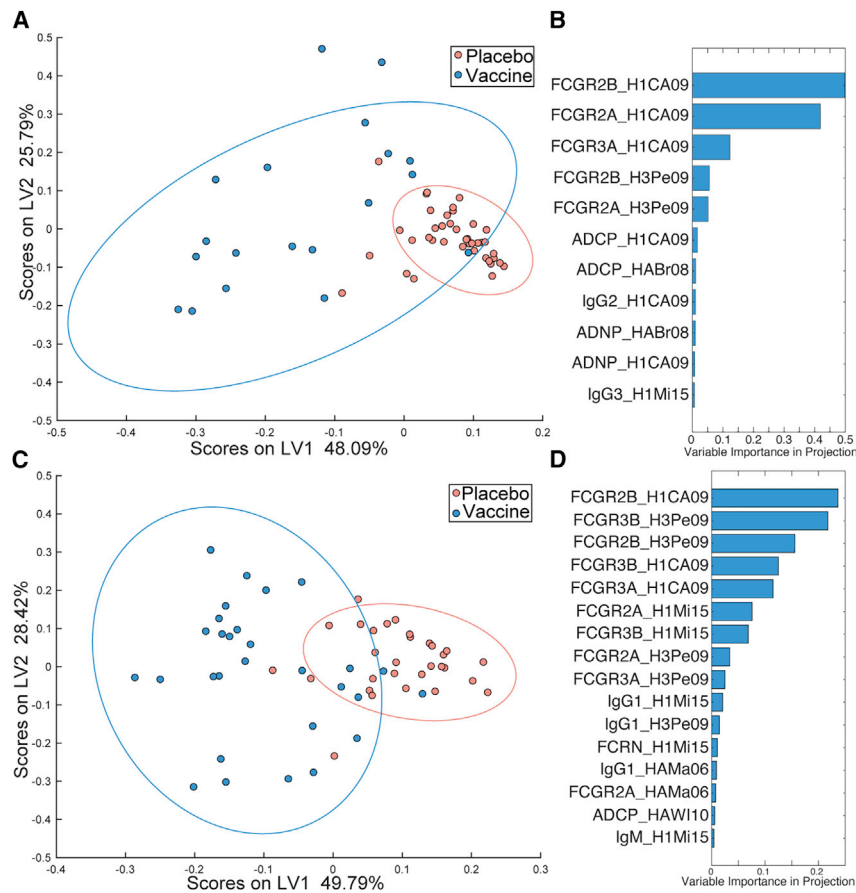 A
0.5
0.4
0.3
0.2
0.1
0
-0.1
-0.2
-0.3
-0.4
-0.5
Scores on LV2 25.79%
Placebo
Vaccine
-0.5 -0.4 -0.3 -0.2 -0.1 0 0.1 0.2
Scores on LV1 48.09%
B
FCGR2B_H1CA09
FCGR2A_H1CA09
FCGR3A_H1CA09
FCGR2B_H3Pe09
FCGR2A_H3Pe09
ADCP_H1CA09
ADCP_HABr08
IgG2_H1CA09
ADNP_HABr08
ADNP_H1CA09
IgG3_H1Mi15
0 0.1 0.2 0.3 0.4 0.5
Variable Importance in Projection
C
0.5
0.4
0.3
0.2
0.1
0
-0.1
-0.2
-0.3
-0.4
-0.5
Scores on LV2 28.42%
Placebo
Vaccine
-0.4 -0.3 -0.2 -0.1 0 0.1 0.2 0.3
Scores on LV1 49.79%
D
FCGR2B_H1CA09
FCGR3B_H3Pe09
FCGR2B_H3Pe09
FCGR3B_H1CA09
FCGR3A_H1CA09
FCGR2A_H1Mi15
FCGR3B_H1Mi15
FCGR2A_H3Pe09
FCGR3A_H3Pe09
IgG1_H1Mi15
IgG1_H3Pe09
FCRN_H1Mi15
IgG1_HAMa06
FCGR2A_HAMa06
ADCP_HAWI10
IgM_H1Mi15
0 0.1 0.2
Variable Importance in Projection